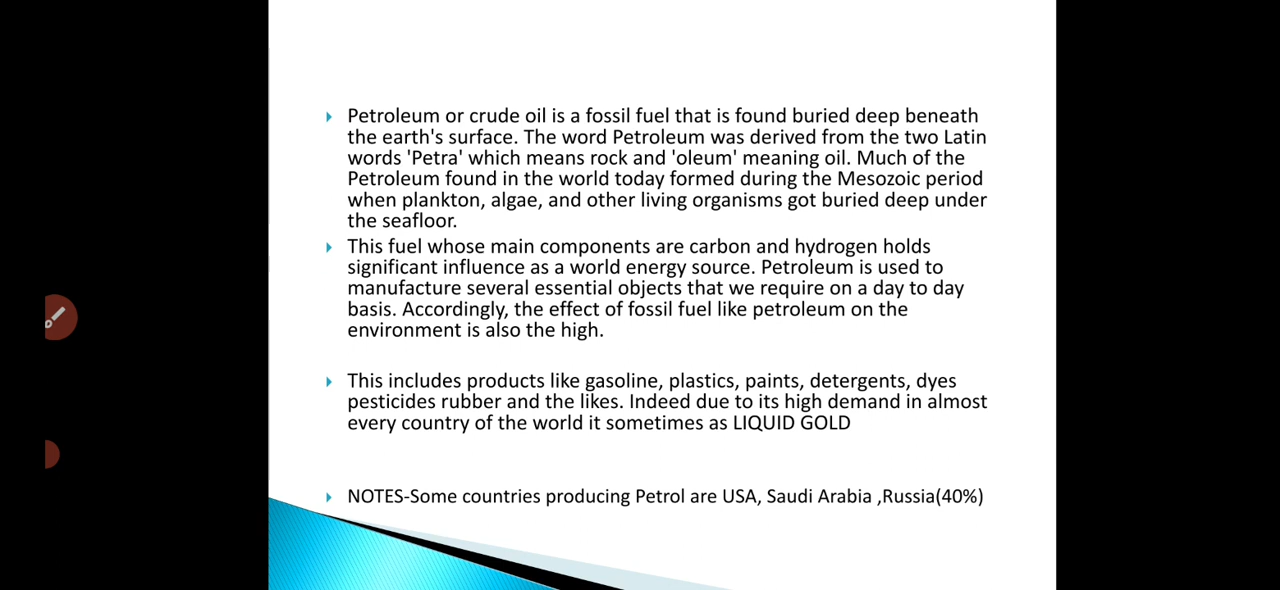 Petroleum or crude oil is a fossil fuel that is found buried deep beneath
the earth's surface. The word Petroleum was derived from the two Latin
words 'Petra' which means rock and 'oleum' meaning oil. Much of the
Petroleum found in the world today formed during the Mesozoic period
when plankton, algae, and other living organisms got buried deep under
the seafloor.
This fuel whose main components are carbon and hydrogen holds
significant influence as a world energy source. Petroleum is used to
manufacture several essential objects that we require on a day to day
basis. Accordingly, the effect of fossil fuel like petroleum on the
environment is also the high.
This includes products like gasoline, plastics, paints, detergents, dyes
pesticides rubber and the likes. Indeed due to its high demand in almost
every country of the world it sometimes as LIQUID GOLD
NOTES-Some countries producing Petrol are USA, Saudi Arabia ,Russia(40%)